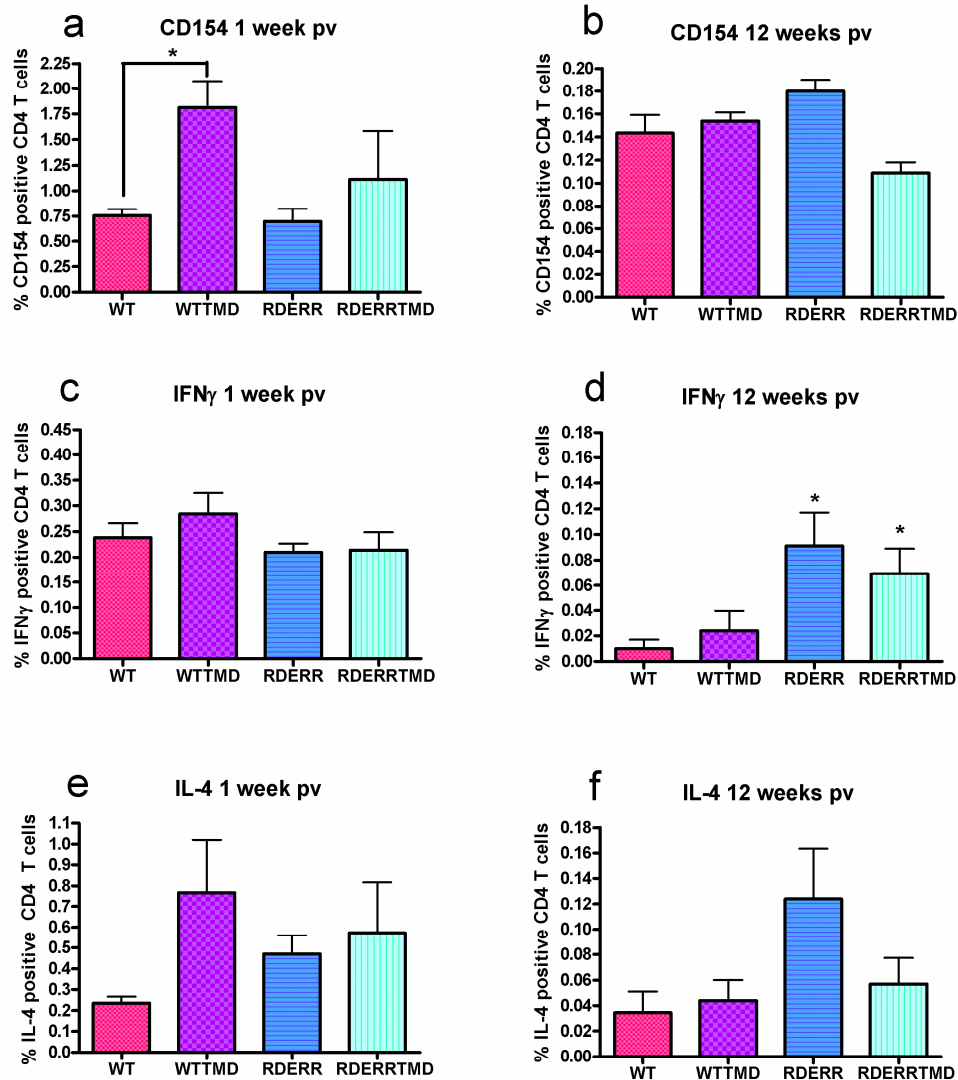 a
CD154 1 week pv
% CD154 positive CD4 T cells
2.25
2.00
1.75
1.50
1.25
1.00
0.75
0.50
0.25
0.00
*
WT WTTMD RDERR RDERRTMD
b
CD154 12 weeks pv
% CD154 positive CD4 T cells
0.20
0.18
0.16
0.14
0.12
0.10
0.08
0.06
0.04
0.02
0.00
WT WTTMD RDERR RDERRTMD
c
IFNγ 1 week pv
% IFNγ positive CD4 T cells
0.45
0.40
0.35
0.30
0.25
0.20
0.15
0.10
0.05
0.00
WT WTTMD RDERR RDERRTMD
d
IFNγ 12 weeks pv
% IFNγ positive CD4 T cells
0.18
0.16
0.14
0.12
0.10
0.08
0.06
0.04
0.02
0.00
* *
WT WTTMD RDERR RDERRTMD
e
IL-4 1 week pv
% IL-4 positive CD4 T cells
1.1
1.0
0.9
0.8
0.7
0.6
0.5
0.4
0.3
0.2
0.1
0.0
WT WTTMD RDERR RDERRTMD
f
IL-4 12 weeks pv
% IL-4 positive CD4 T cells
0.18
0.16
0.14
0.12
0.10
0.08
0.06
0.04
0.02
0.00
WT WTTMD RDERR RDERRTMD